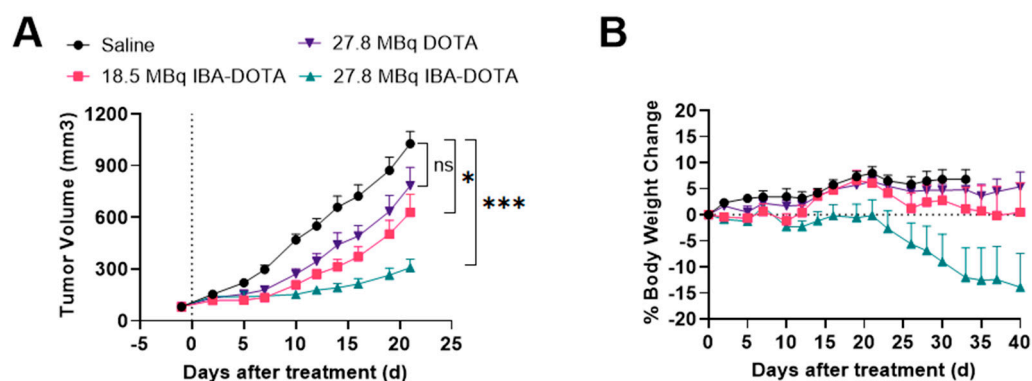 A
B
Saline
27.8 MBq DOTA
18.5 MBq IBA-DOTA
27.8 MBq IBA-DOTA
Tumor Volume (mm3)
1200
900
600
300
0
-5
0
5
10
15
20
25
Days after treatment (d)
ns
*
***
% Body Weight Change
20
15
10
5
0
-5
-10
-15
-20
0
5
10
15
20
25
30
35
40
Days after treatment (d)